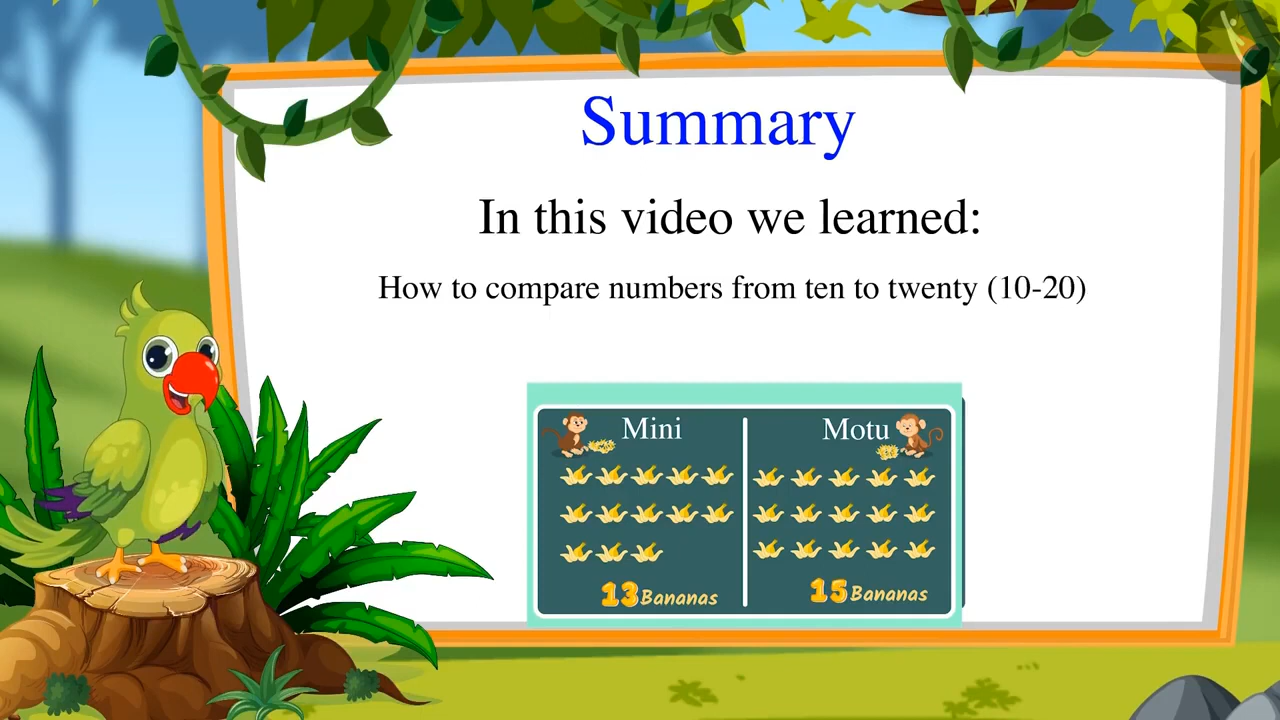 Summary
In this video we learned:
How to compare numbers from ten to twenty (10-20)
Mini
Motu
13 Bananas
15 Bananas